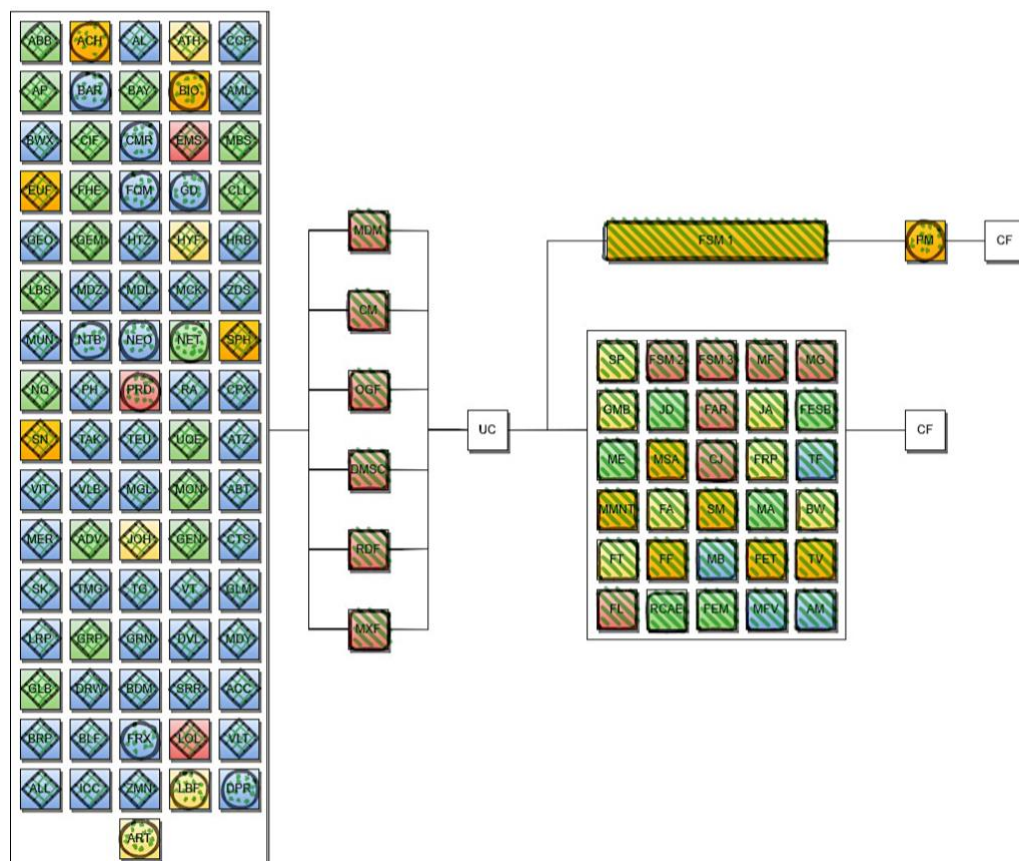 ABB ACH AL ATH CCP
AP BAR BAY BIO AML
BWX CIF CMR EMS MBS
EUF FHE FQM GD CLL
GEO GEM HTZ HYF HRB
LBS MDZ MDL MCK ZDS
MUN NTB NEO NET SPH
NQ PH PRD RA CPX
SN TAK TEU UQE ATZ
VIT VLB MGL MON ABT
MER ADV JOH GEN CTS
SK TMG TG VT GLM
LRP GRP GRN DVL MDY
GLB DRW BDM SRR ACC
BRP BLF FRX LOL VLT
ALL ICC ZMN LBF DPR
ART
MDM
CM
OGF
DMSC
RDF
MXF
UC
FSM 1
PM
CF
SP FSM 2 FSM 3 MF MG
GMB JD FAR JA FESB
ME MSA CJ FRP TF
MMNT FA SM MA BW
FT FF MB FET TV
FL RCAE FEM MFV AM
CF